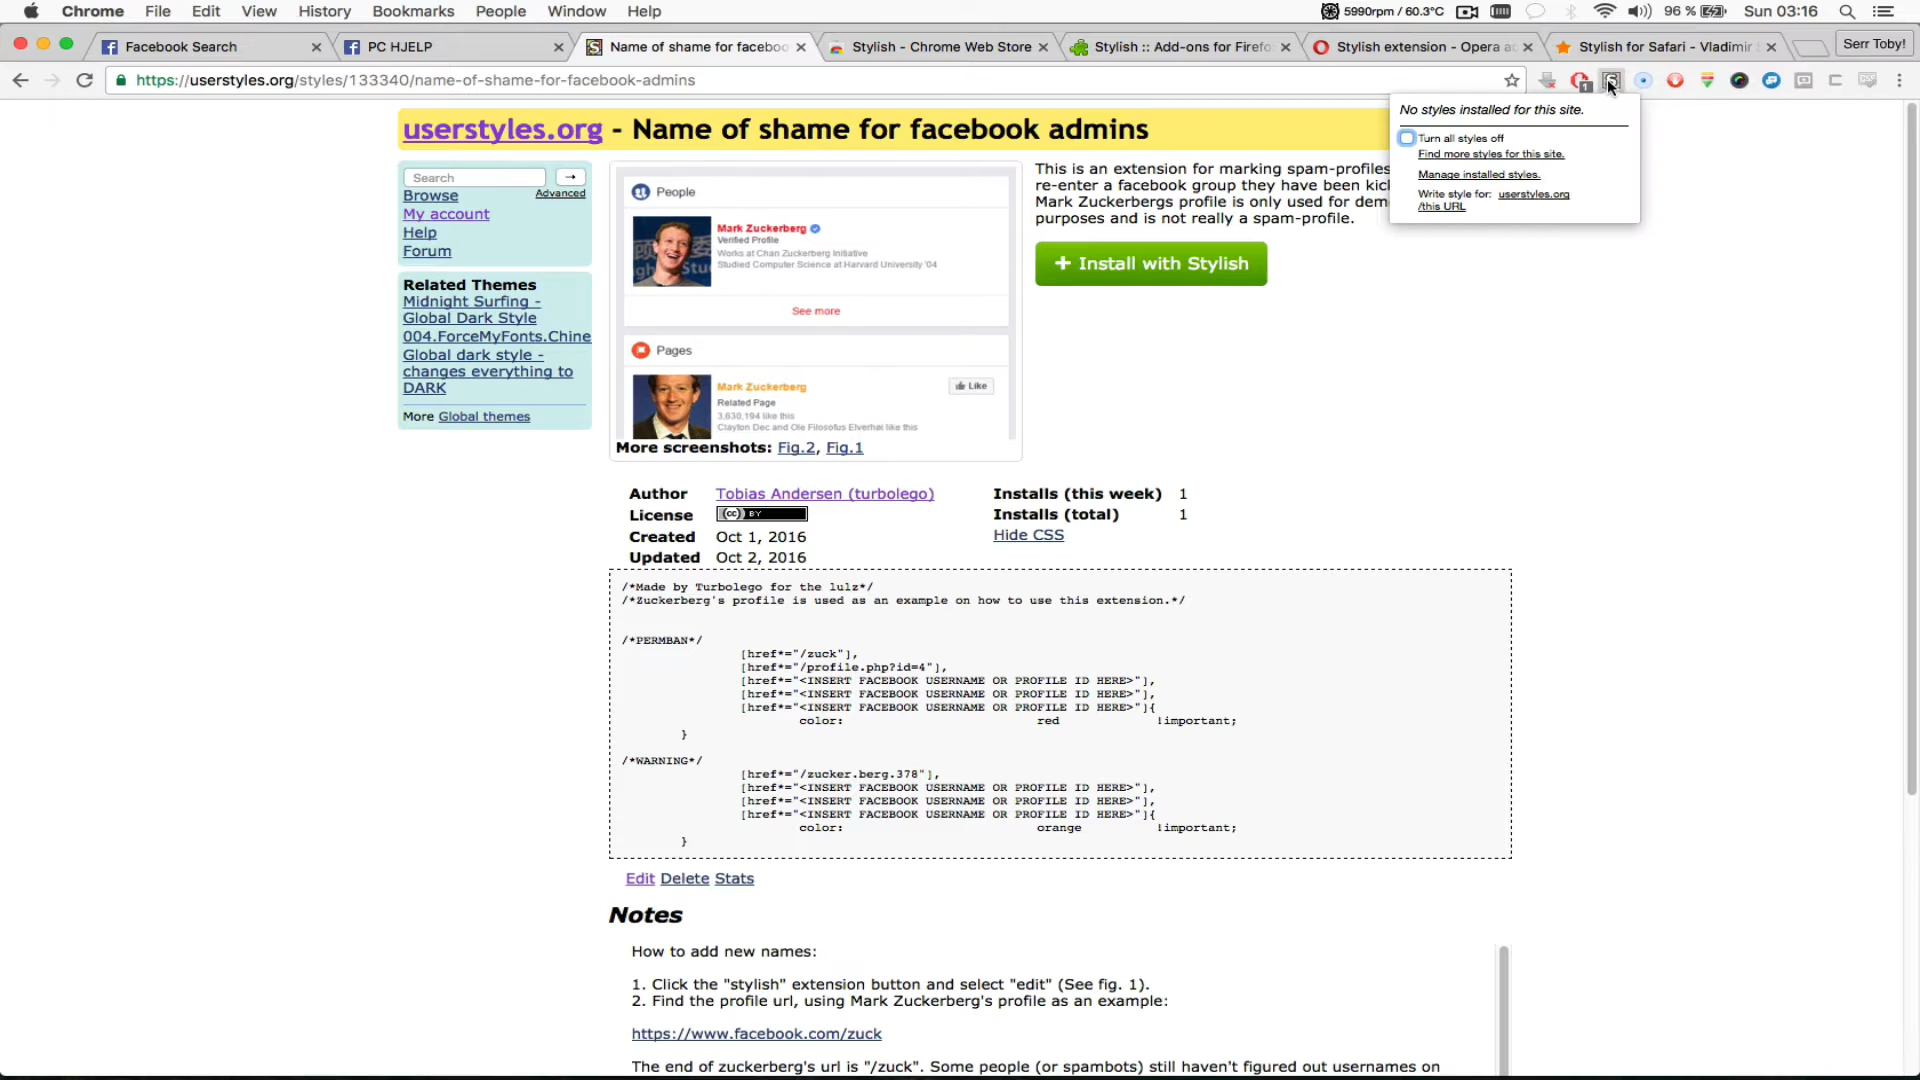 Chrome File Edit View History Bookmarks People Window Help 5990rpm / 60.3°C 96 % Sun 03:16
Facebook Search PC HJELP Name of shame for faceboo Stylish - Chrome Web Store Stylish :: Add-ons for Firefo Stylish extension - Opera ad Stylish for Safari - Vladimir Serr Toby!
https://userstyles.org/styles/133340/name-of-shame-for-facebook-admins
No styles installed for this site.
Turn all styles off
Find more styles for this site.
Manage installed styles.
Write style for: userstyles.org
/this URL
userstyles.org - Name of shame for facebook admins
Search →
Browse Advanced
My account
Help
Forum
Related Themes
Midnight Surfing -
Global Dark Style
004.ForceMyFonts.Chine
Global dark style -
changes everything to
DARK
More Global themes
People
Mark Zuckerberg
Verified Profile
Works at Chan Zuckerberg Initiative
Studied Computer Science at Harvard University '04
See more
Pages
Mark Zuckerberg Like
Related Page
3,630,194 like this
Clayton Dec and Ole Filosofus Elverhøi like this
More screenshots: Fig.2, Fig.1
This is an extension for marking spam-profiles
re-enter a facebook group they have been kic
Mark Zuckerbergs profile is only used for dem
purposes and is not really a spam-profile.
+ Install with Stylish
Author Tobias Andersen (turbolego)
License (cc) BY
Created Oct 1, 2016
Updated Oct 2, 2016
Installs (this week) 1
Installs (total) 1
Hide CSS
/*Made by Turbolego for the lulz*/
/*Zuckerberg's profile is used as an example on how to use this extension.*/
/*PERMBAN*/
[href*="/zuck"],
[href*="/profile.php?id=4"],
[href*="<INSERT FACEBOOK USERNAME OR PROFILE ID HERE>"],
[href*="<INSERT FACEBOOK USERNAME OR PROFILE ID HERE>"],
[href*="<INSERT FACEBOOK USERNAME OR PROFILE ID HERE>"]{
color: red !important;
}
/*WARNING*/
[href*="/zucker.berg.378"],
[href*="<INSERT FACEBOOK USERNAME OR PROFILE ID HERE>"],
[href*="<INSERT FACEBOOK USERNAME OR PROFILE ID HERE>"],
[href*="<INSERT FACEBOOK USERNAME OR PROFILE ID HERE>"]{
color: orange !important;
}
Edit Delete Stats
Notes
How to add new names:
1. Click the "stylish" extension button and select "edit" (See fig. 1).
2. Find the profile url, using Mark Zuckerberg's profile as an example:
https://www.facebook.com/zuck
The end of zuckerberg's url is "/zuck". Some people (or spambots) still haven't figured out usernames on